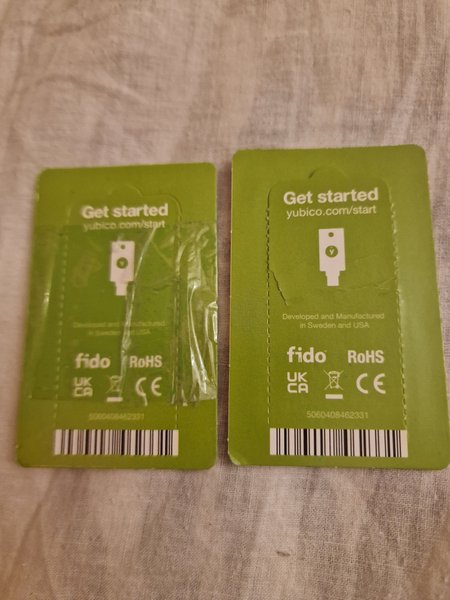 Get started
yubico.com/start
y
Developed and Manufactured
in Sweden and USA
fido RoHS
UK
CA CE
5060408462331
Get started
yubico.com/start
y
Developed and Manufactured
in Sweden and USA
fido RoHS
UK
CA CE
5060408462331